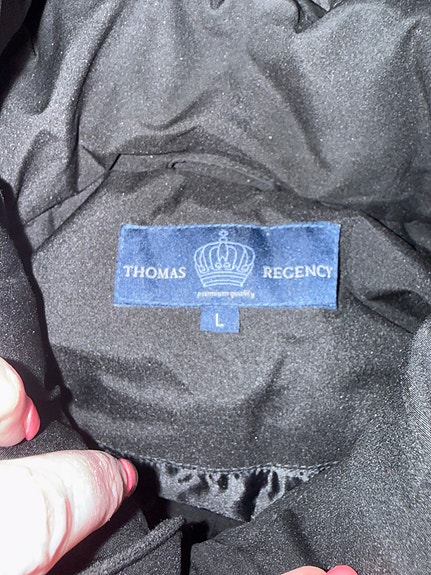 THOMAS REGENCY
premium quality
L